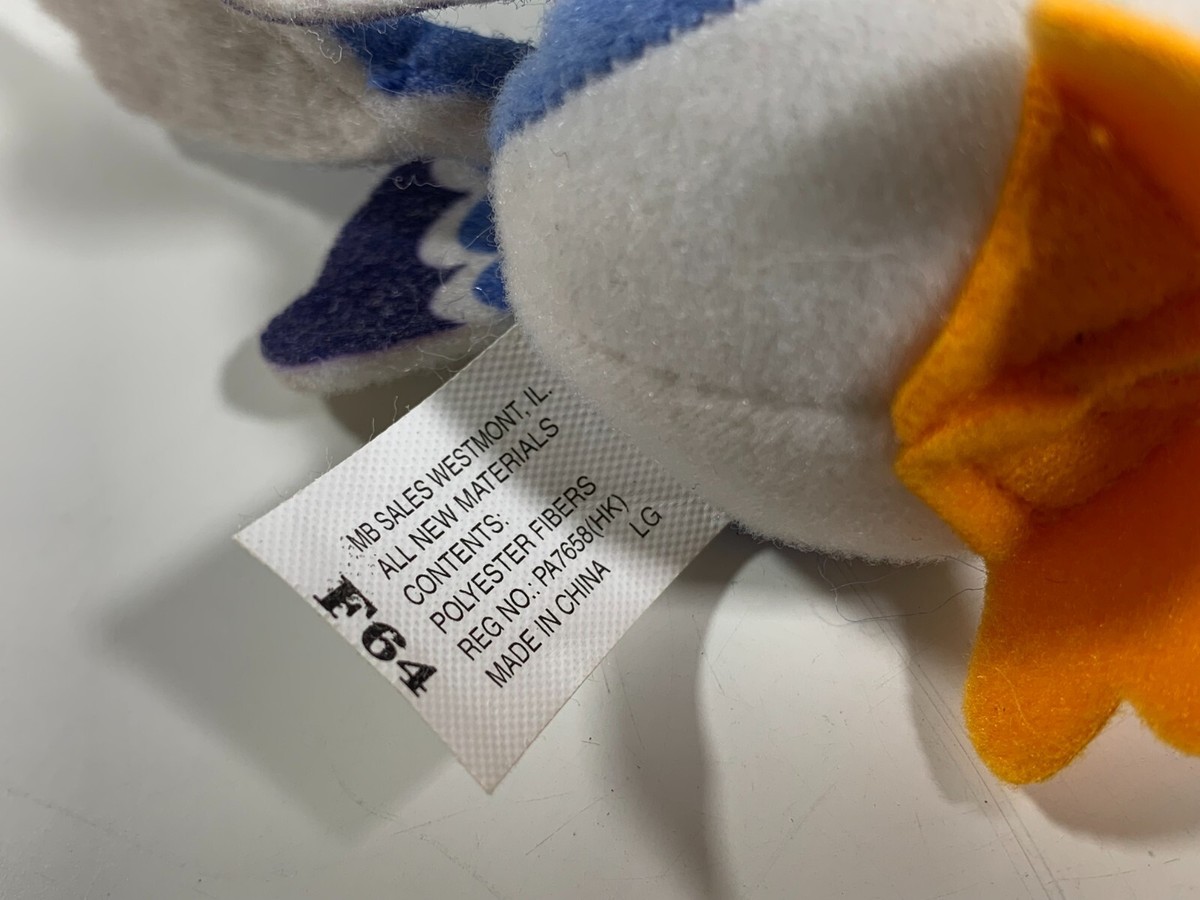 MB SALES WESTMONT, IL.
ALL NEW MATERIALS
CONTENTS:
POLYESTER FIBERS
REG NO.: PA7658(HK)
MADE IN CHINA LG
F64